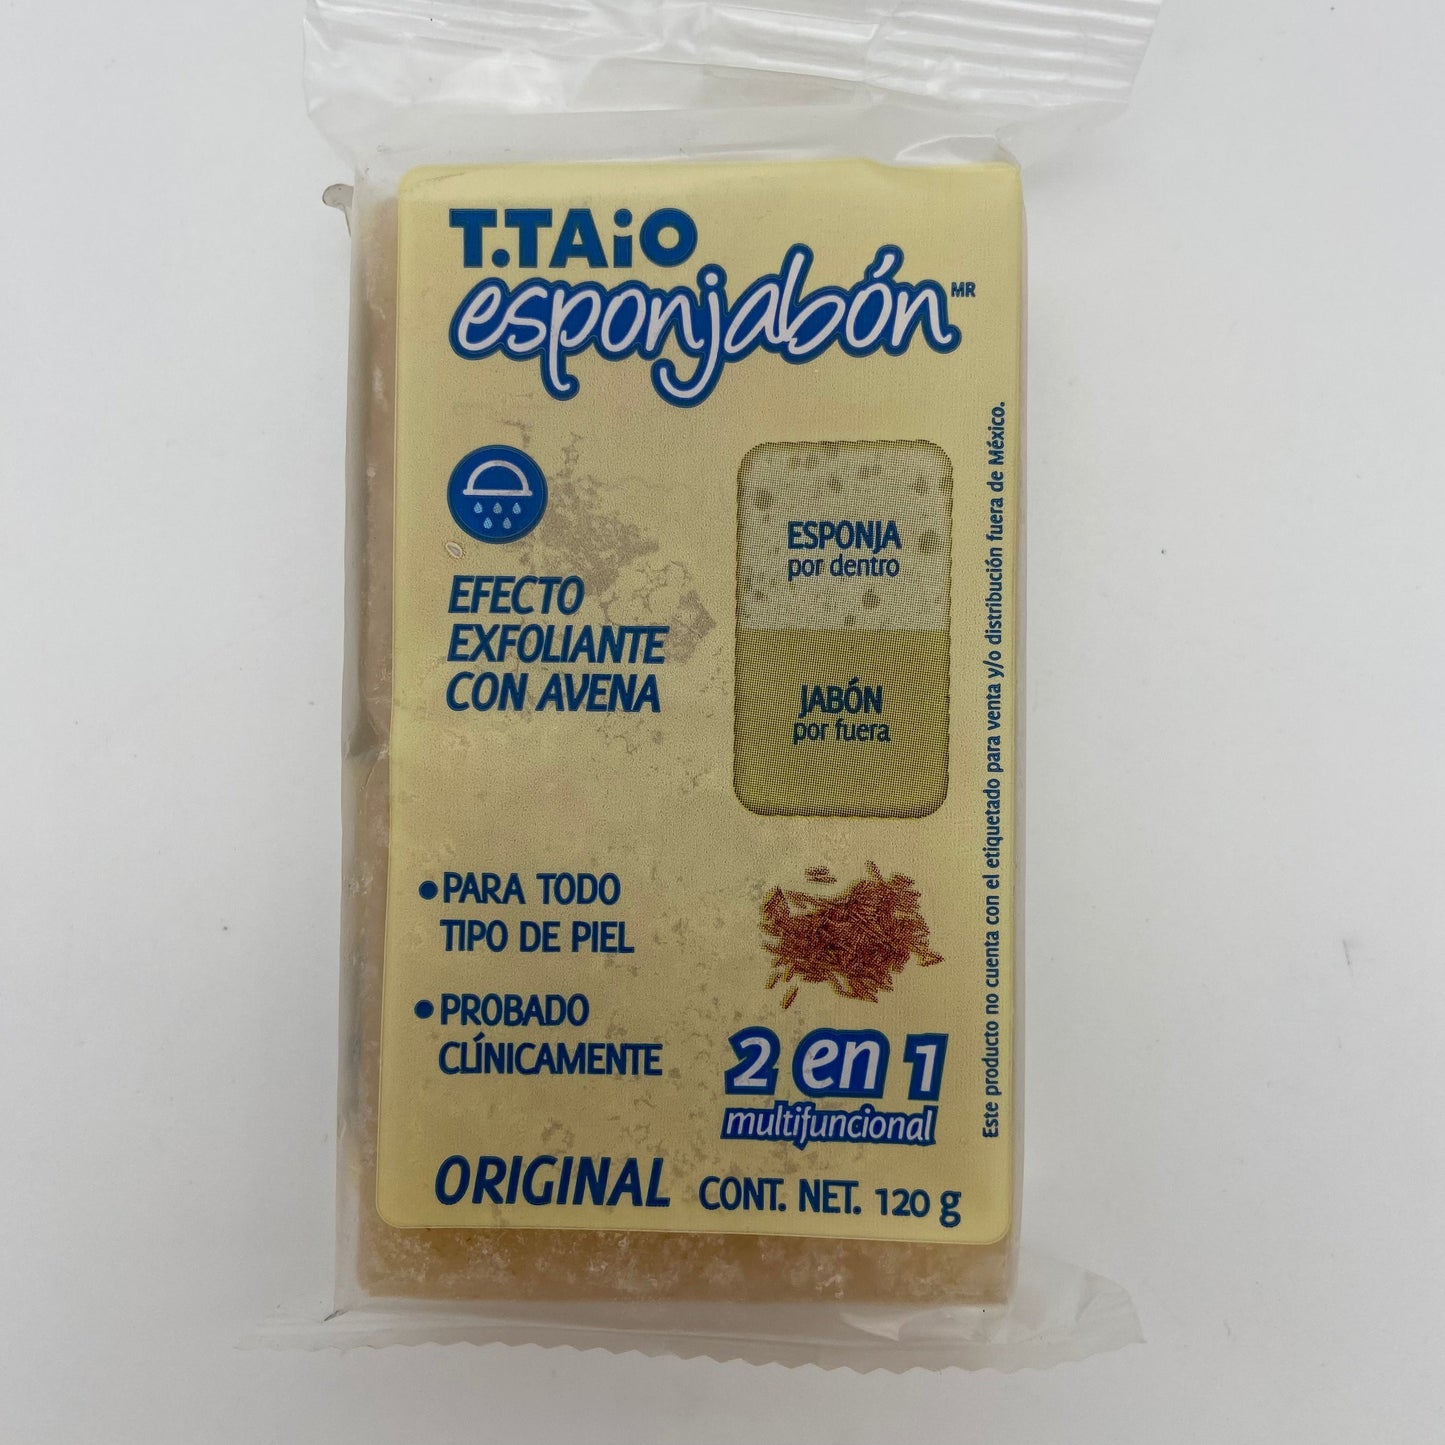 T.TAiO
esponjabón MR
EFECTO
EXFOLIANTE
CON AVENA
ESPONJA
por dentro
JABÓN
por fuera
•PARA TODO
TIPO DE PIEL
•PROBADO
CLÍNICAMENTE
2 en 1
multifuncional
ORIGINAL CONT. NET. 120 g
Este producto no cuenta con el etiquetado para venta y/o distribución fuera de México.